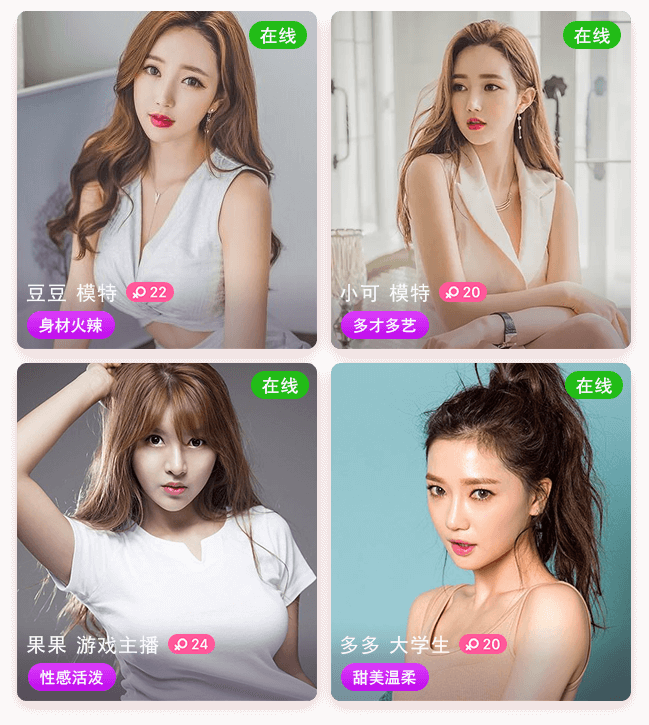 在线
在线
豆豆 模特 22
身材火辣
小可 模特 20
多才多艺
在线
在线
果果 游戏主播 24
性感活泼
多多 大学生 20
甜美温柔